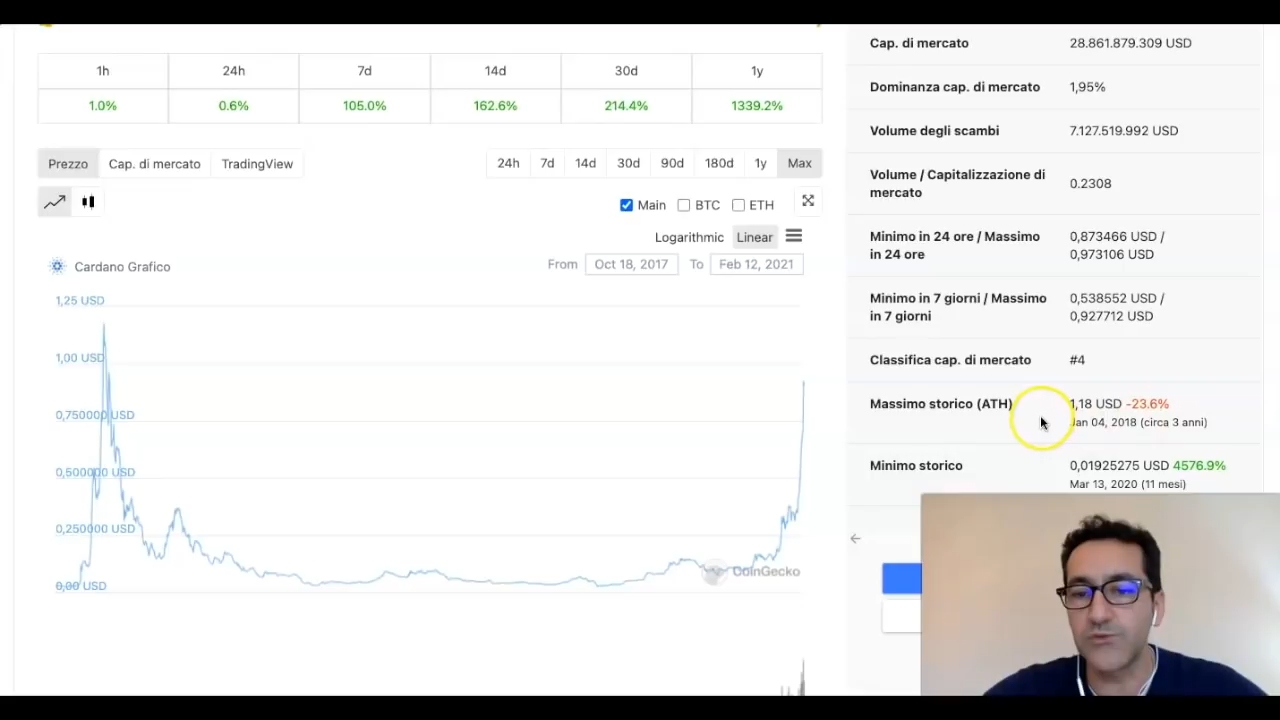 1h 24h 7d 14d 30d 1y
1.0% 0.6% 105.0% 162.6% 214.4% 1339.2%
Prezzo Cap. di mercato TradingView
24h 7d 14d 30d 90d 180d 1y Max
Main BTC ETH
Logarithmic Linear
Cardano Grafico
From Oct 18, 2017 To Feb 12, 2021
1,25 USD
1,00 USD
0,750000 USD
0,500000 USD
0,250000 USD
0,00 USD
CoinGecko
Cap. di mercato 28.861.879.309 USD
Dominanza cap. di mercato 1,95%
Volume degli scambi 7.127.519.992 USD
Volume / Capitalizzazione di
mercato 0.2308
Minimo in 24 ore / Massimo 0,873466 USD /
in 24 ore 0,973106 USD
Minimo in 7 giorni / Massimo 0,538552 USD /
in 7 giorni 0,927712 USD
Classifica cap. di mercato #4
Massimo storico (ATH) 1,18 USD -23.6%
Jan 04, 2018 (circa 3 anni)
Minimo storico 0,01925275 USD 4576.9%
Mar 13, 2020 (11 mesi)